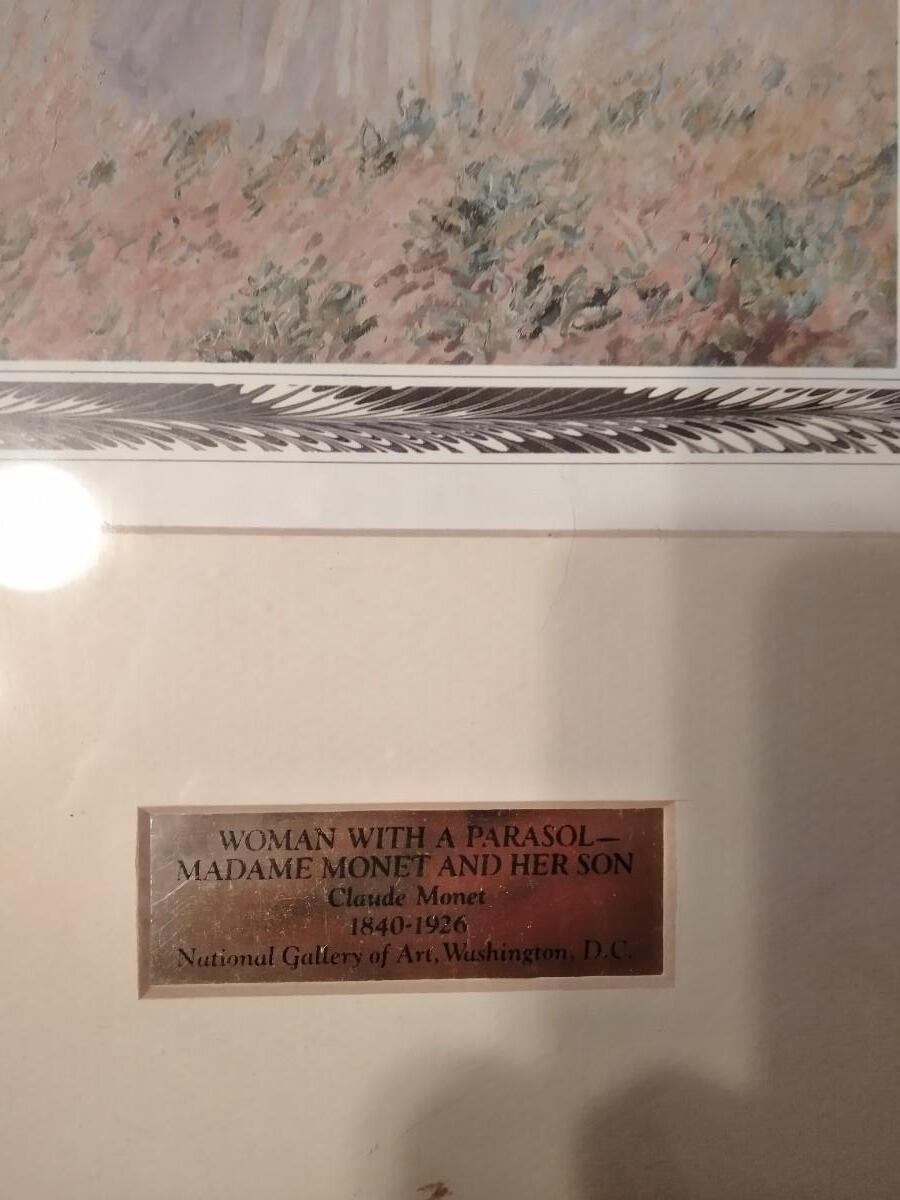 WOMAN WITH A PARASOL—
MADAME MONET AND HER SON
Claude Monet
1840-1926
National Gallery of Art, Washington, D.C.